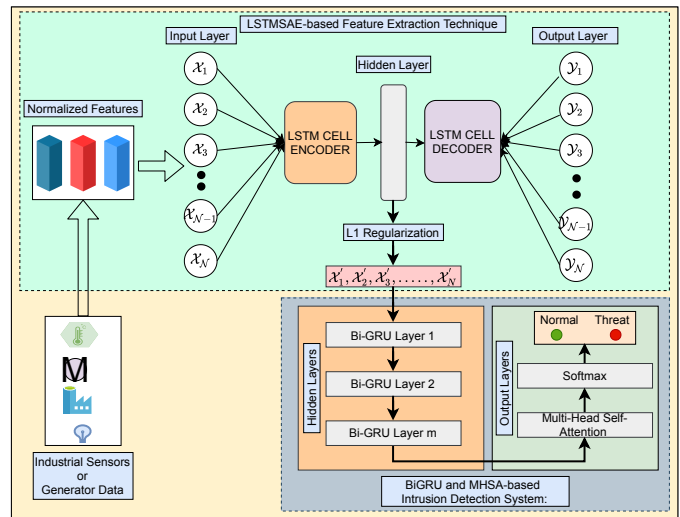 LSTMSAE-based Feature Extraction Technique
Input Layer
Output Layer
Hidden Layer
Normalized Features
𝒳1
𝒳2
𝒳3
𝒳𝒩−1
𝒳𝒩
LSTM CELL
ENCODER
LSTM CELL
DECODER
𝒴1
𝒴2
𝒴3
𝒴𝒩−1
𝒴𝒩
L1 Regularization
𝒳′1, 𝒳′2, 𝒳′3, ....., 𝒳′N
M
Industrial Sensors
or
Generator Data
Hidden Layers
Bi-GRU Layer 1
Bi-GRU Layer 2
Bi-GRU Layer m
Output Layers
Normal Threat
Softmax
Multi-Head Self-
Attention
BiGRU and MHSA-based
Intrusion Detection System: